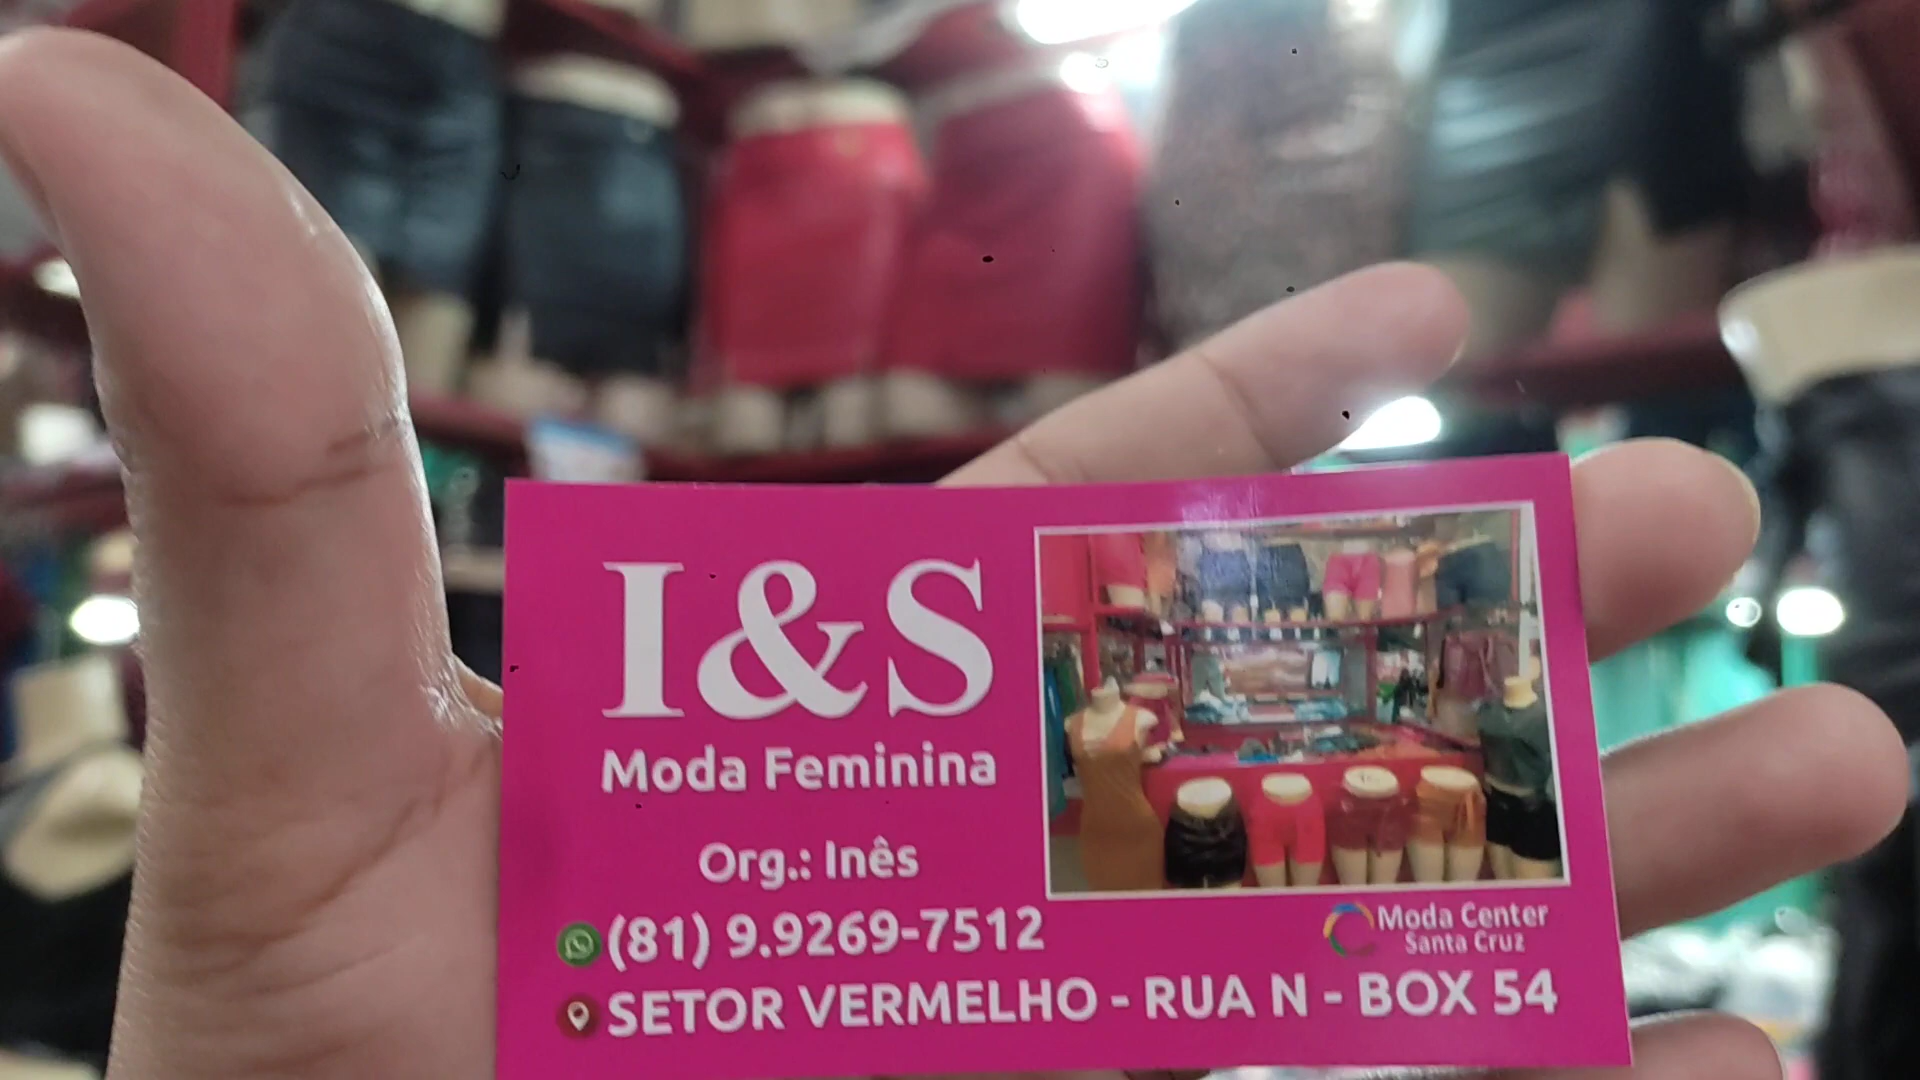 I&S
Moda Feminina
Org.: Inês
(81) 9.9269-7512
Moda Center
Santa Cruz
SETOR VERMELHO - RUA N - BOX 54